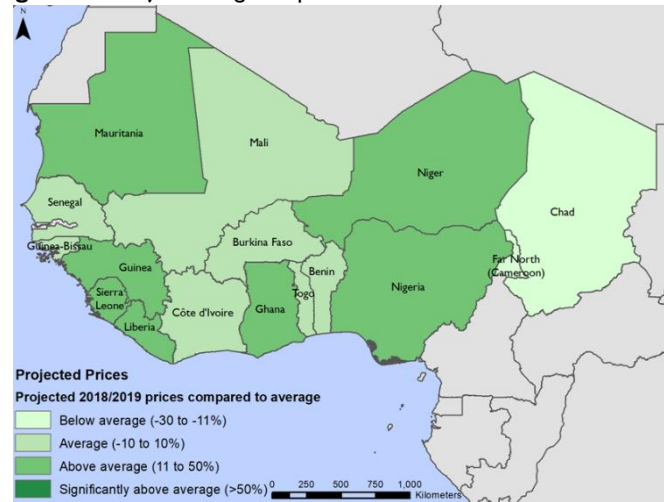 N
Mauritania
Mali
Niger
Chad
Senegal
Guinea-Bissau
Guinea
Burkina Faso
Benin
Far North
(Cameroon)
Sierra
Leone
Togo
Nigeria
Ghana
Côte d'Ivoire
Liberia
Projected Prices
Projected 2018/2019 prices compared to average
Below average (-30 to -11%)
Average (-10 to 10%)
Above average (11 to 50%)
Significantly above average (>50%)
0 250 500 750 1,000
Kilometers